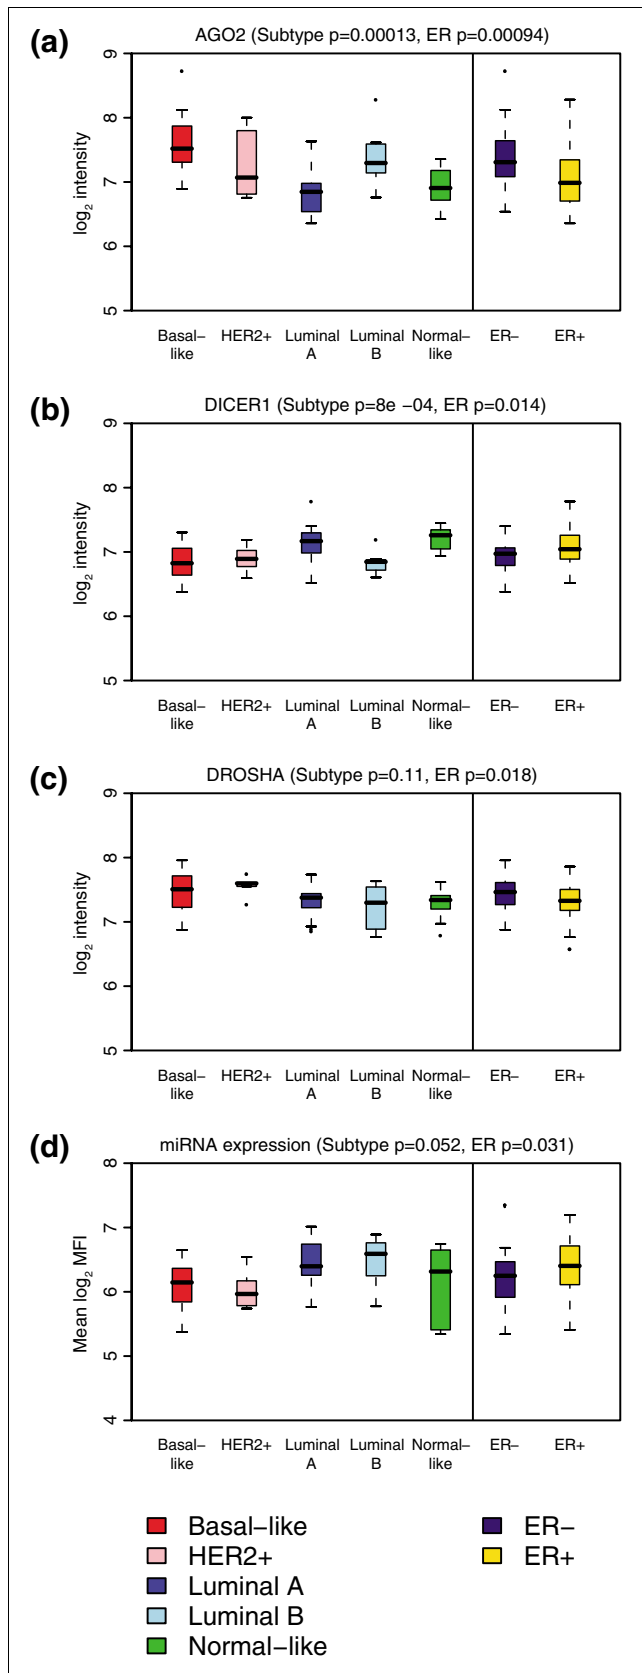 (a)
AGO2 (Subtype p=0.00013, ER p=0.00094)
log₂ intensity
9
8
7
6
5
Basal–like
HER2+
Luminal A
Luminal B
Normal–like
ER–
ER+
(b)
DICER1 (Subtype p=8e −04, ER p=0.014)
log₂ intensity
9
8
7
6
5
Basal–like
HER2+
Luminal A
Luminal B
Normal–like
ER–
ER+
(c)
DROSHA (Subtype p=0.11, ER p=0.018)
log₂ intensity
9
8
7
6
5
Basal–like
HER2+
Luminal A
Luminal B
Normal–like
ER–
ER+
(d)
miRNA expression (Subtype p=0.052, ER p=0.031)
Mean log₂ MFI
8
7
6
5
4
Basal–like
HER2+
Luminal A
Luminal B
Normal–like
ER–
ER+
Basal–like
HER2+
Luminal A
Luminal B
Normal–like
ER–
ER+